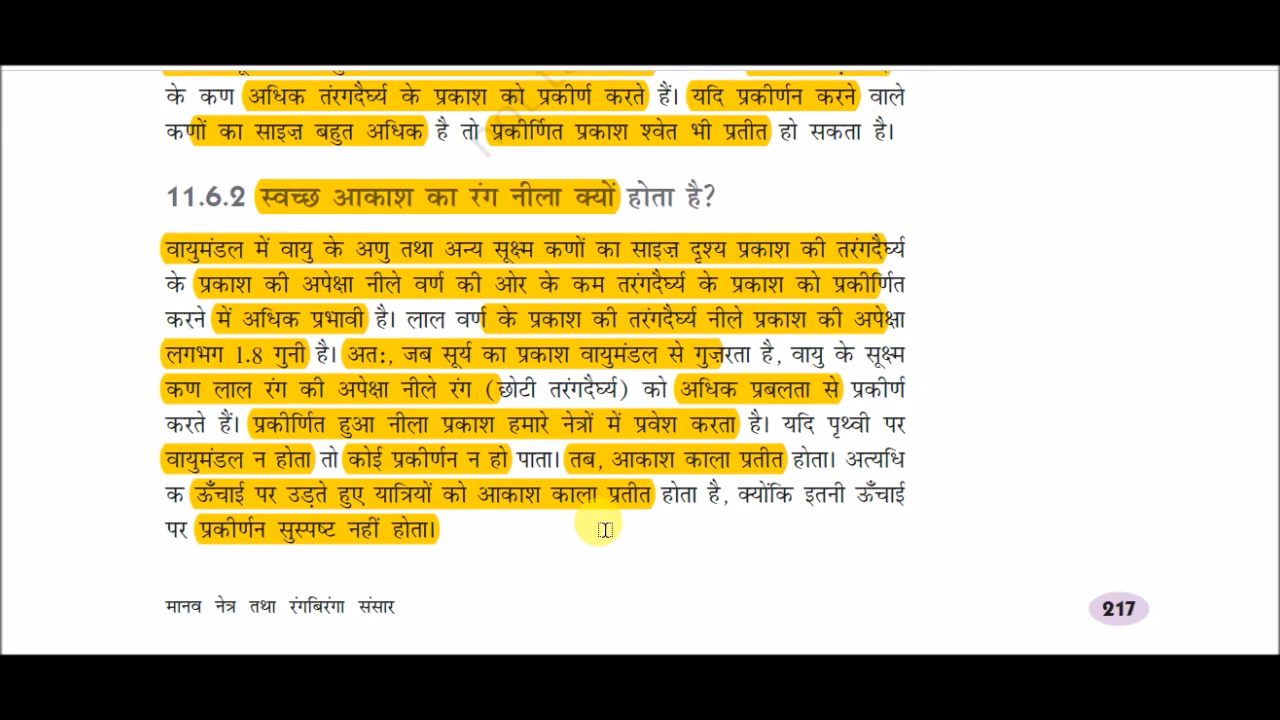 के कण अधिक तंरगदैर्घ्य के प्रकाश को प्रकीर्ण करते हैं। यदि प्रकीर्णन करने वाले
कणों का साइज़ बहुत अधिक है तो प्रकीर्णित प्रकाश श्वेत भी प्रतीत हो सकता है।
11.6.2 स्वच्छ आकाश का रंग नीला क्यों होता है?
वायुमंडल में वायु के अणु तथा अन्य सूक्ष्म कणों का साइज़ दृश्य प्रकाश की तरंगदैर्घ्य
के प्रकाश की अपेक्षा नीले वर्ण की ओर के कम तरंगदैर्घ्य के प्रकाश को प्रकीर्णित
करने में अधिक प्रभावी है। लाल वर्ण के प्रकाश की तरंगदैर्घ्य नीले प्रकाश की अपेक्षा
लगभग 1.8 गुनी है। अतः, जब सूर्य का प्रकाश वायुमंडल से गुज़रता है, वायु के सूक्ष्म
कण लाल रंग की अपेक्षा नीले रंग (छोटी तरंगदैर्घ्य) को अधिक प्रबलता से प्रकीर्ण
करते हैं। प्रकीर्णित हुआ नीला प्रकाश हमारे नेत्रों में प्रवेश करता है। यदि पृथ्वी पर
वायुमंडल न होता तो कोई प्रकीर्णन न हो पाता। तब, आकाश काला प्रतीत होता। अत्यधि
क ऊँचाई पर उड़ते हुए यात्रियों को आकाश काला प्रतीत होता है, क्योंकि इतनी ऊँचाई
पर प्रकीर्णन सुस्पष्ट नहीं होता।
मानव नेत्र तथा रंगबिरंगा संसार
217